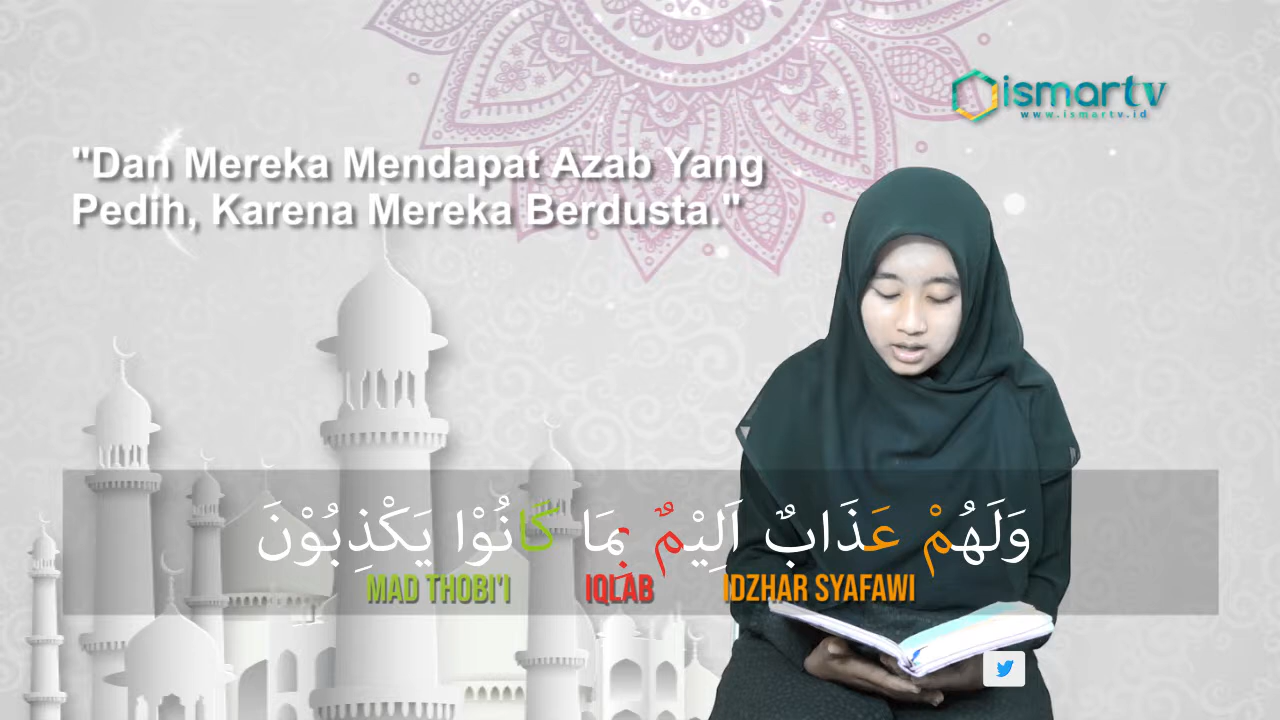 ismartv
www.ismartv.id
"Dan Mereka Mendapat Azab Yang
Pedih, Karena Mereka Berdusta."
وَلَهُمْ عَذَابٌ اَلِيْمٌ بِمَا كَانُوْا يَكْذِبُوْنَ
MAD THOBI'I IQLAB IDZHAR SYAFAWI